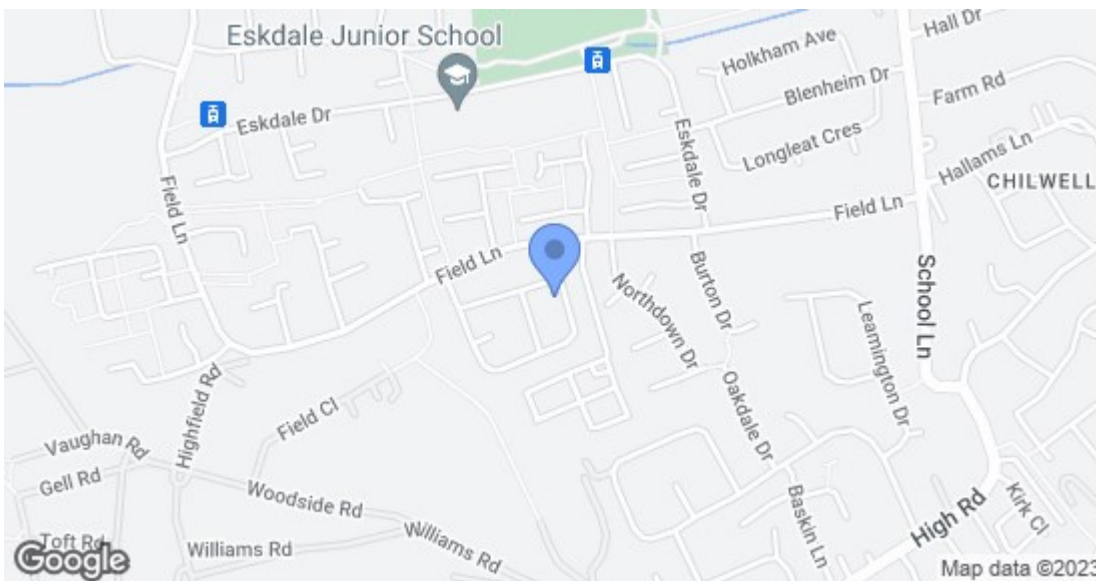 Eskdale Junior School
Hall Dr
Holkham Ave
Blenheim Dr
Farm Rd
Eskdale Dr
Longleat Cres
Eskdale Dr
Hallams Ln
CHILWELL
Field Ln
Field Ln
Field Ln
Burton Dr
School Ln
Northdown Dr
Leamington Dr
Highfield Rd
Field Cl
Oakdale Dr
Vaughan Rd
Gell Rd
Woodside Rd
Baskin Ln
High Rd
Kirk Cl
Toft Rd
Williams Rd
Williams Rd
Google
Map data ©2023